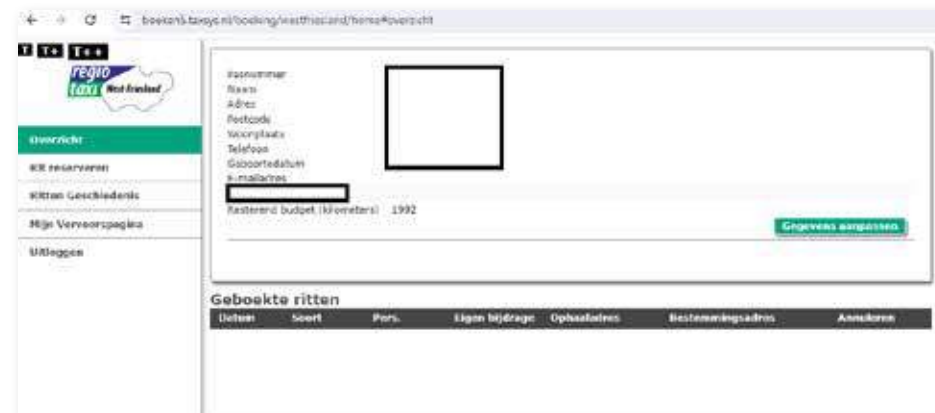 boeken5.taxsys.nl/booking/westfriesland/home#overzicht
T T+ T++
regio
taxi West-Friesland
Overzicht
Rit reserveren
Ritten Geschiedenis
Mijn Vervoerspagina
Uitloggen
Pasnummer
Naam
Adres
Postcode
Woonplaats
Telefoon
Geboortedatum
E-mailadres
Resterend budget (kilometers) 1992
Gegevens aanpassen
Geboekte ritten
Datum Soort Pers. Eigen bijdrage Ophaaladres Bestemmingsadres Annuleren